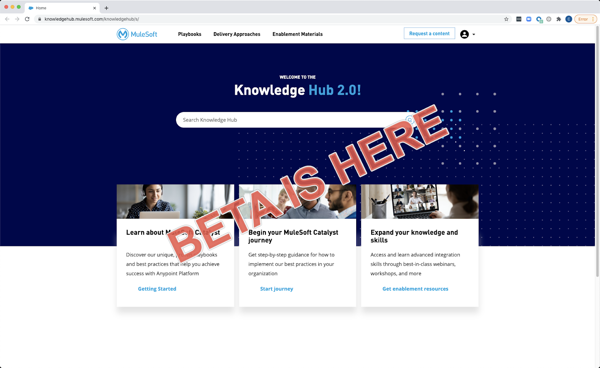 Home
knowledgehub.mulesoft.com/knowledgehub/s/
Error
MuleSoft
Playbooks
Delivery Approaches
Enablement Materials
Request a content
WELCOME TO THE
Knowledge Hub 2.0!
Search Knowledge Hub
BETA IS HERE
Learn about MuleSoft Catalyst
Discover our unique, playbooks
and best practices that help you achieve
success with Anypoint Platform
Getting Started
Begin your MuleSoft Catalyst
journey
Get step-by-step guidance for how to
implement our best practices in your
organization
Start journey
Expand your knowledge and
skills
Access and learn advanced integration
skills through best-in-class webinars,
workshops, and more
Get enablement resources